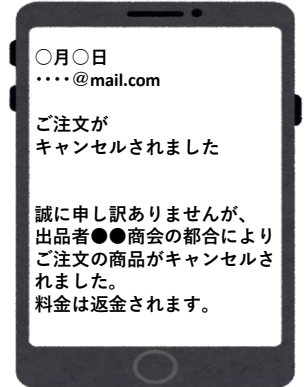 ○月○日
････@mail.com
ご注文が
キャンセルされました
誠に申し訳ありませんが、
出品者●●商会の都合により
ご注文の商品がキャンセルさ
れました。
料金は返金されます。